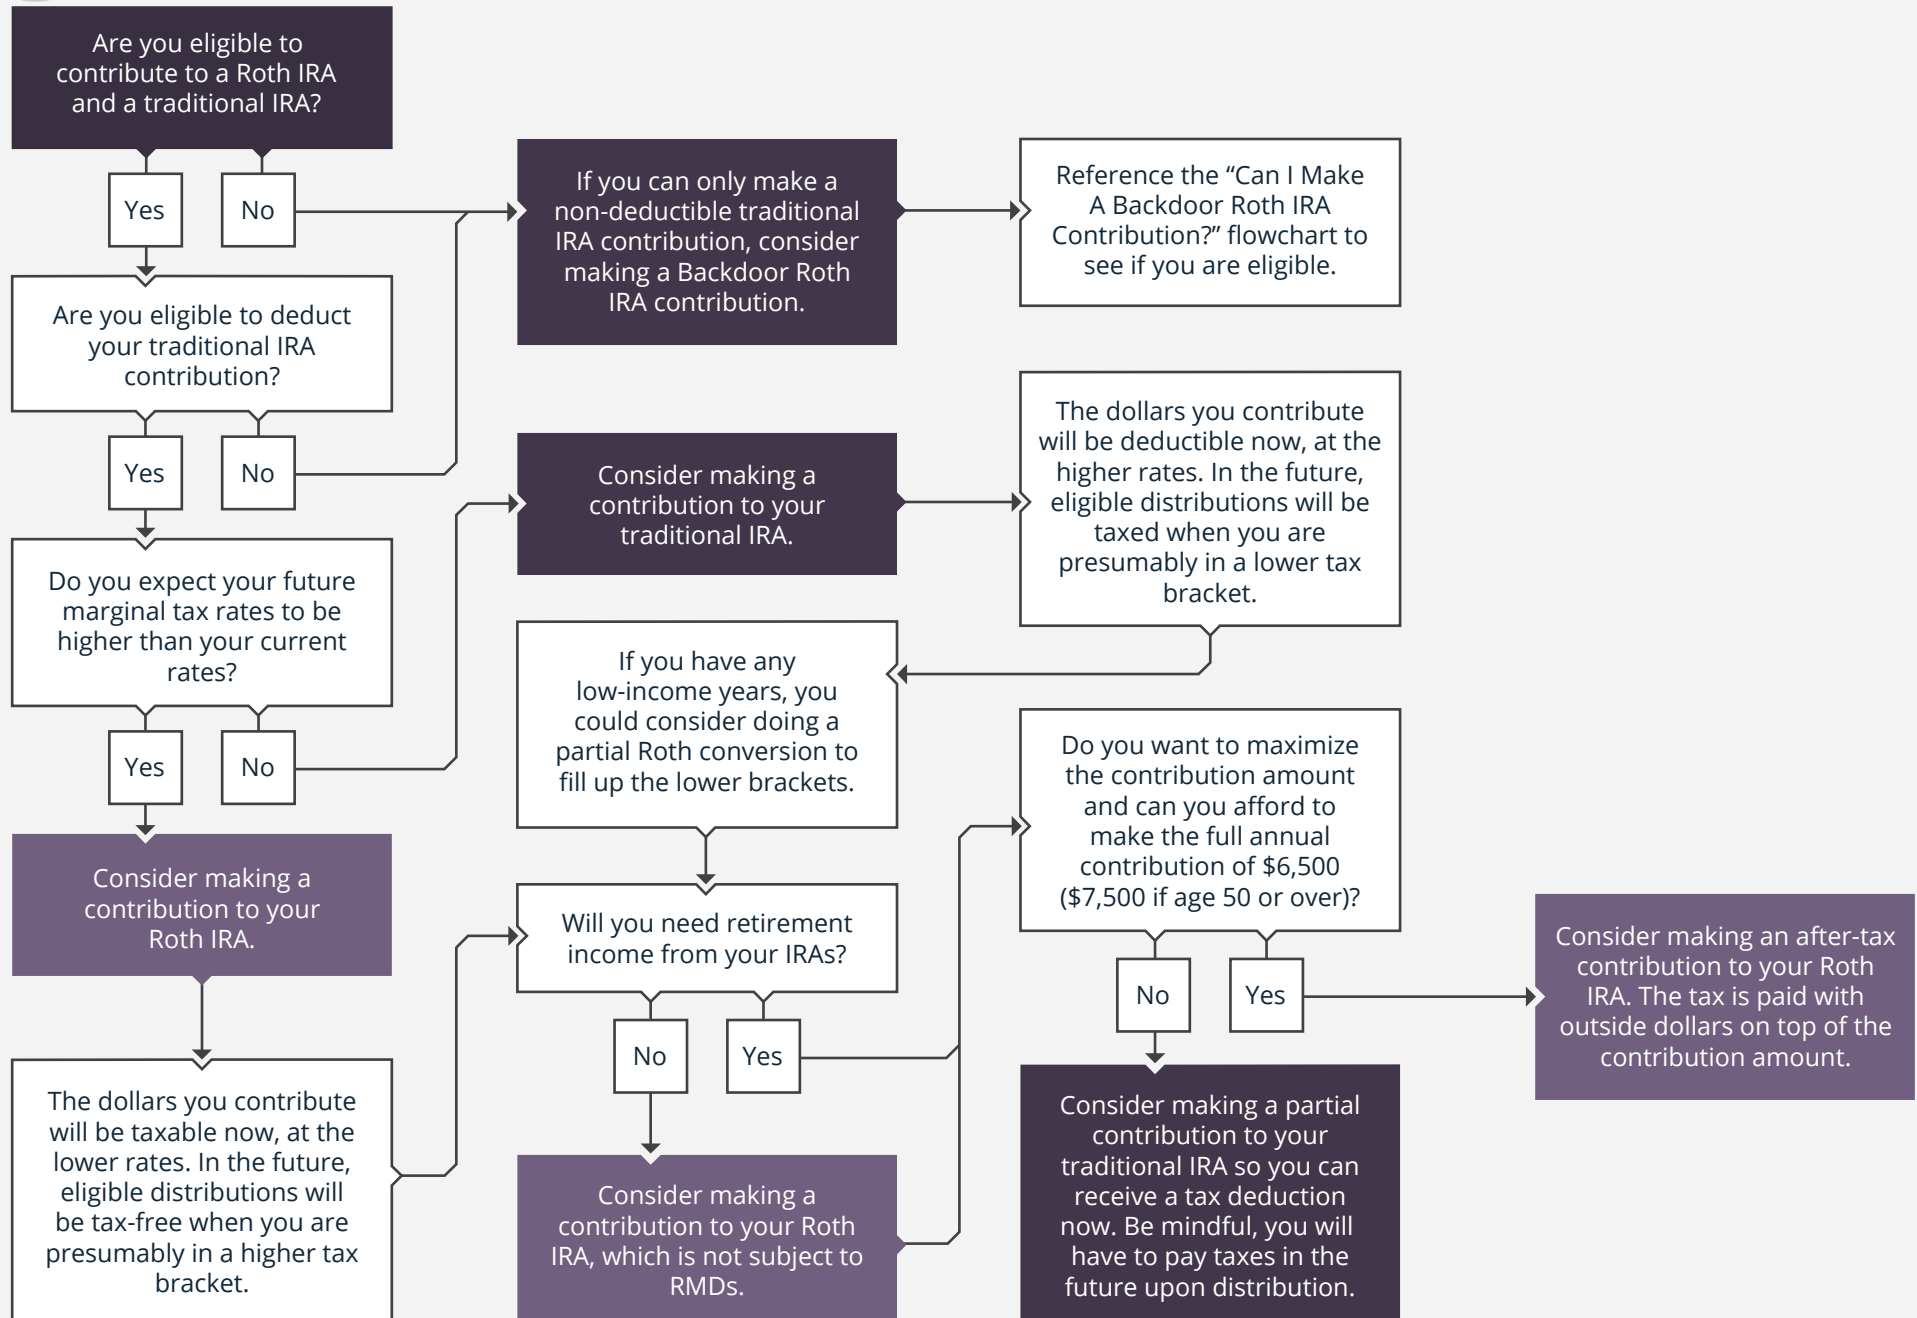 Are you eligible to
contribute to a Roth IRA
and a traditional IRA?
Yes
No
If you can only make a
non-deductible traditional
IRA contribution, consider
making a Backdoor Roth
IRA contribution.
Reference the “Can I Make
A Backdoor Roth IRA
Contribution?” flowchart to
see if you are eligible.
Are you eligible to deduct
your traditional IRA
contribution?
Yes
No
Consider making a
contribution to your
traditional IRA.
The dollars you contribute
will be deductible now, at the
higher rates. In the future,
eligible distributions will be
taxed when you are
presumably in a lower tax
bracket.
Do you expect your future
marginal tax rates to be
higher than your current
rates?
Yes
No
If you have any
low-income years, you
could consider doing a
partial Roth conversion to
fill up the lower brackets.
Consider making a
contribution to your
Roth IRA.
The dollars you contribute
will be taxable now, at the
lower rates. In the future,
eligible distributions will
be tax-free when you are
presumably in a higher tax
bracket.
Will you need retirement
income from your IRAs?
No
Yes
Consider making a
contribution to your Roth
IRA, which is not subject to
RMDs.
Do you want to maximize
the contribution amount
and can you afford to
make the full annual
contribution of $6,500
($7,500 if age 50 or over)?
No
Yes
Consider making a partial
contribution to your
traditional IRA so you can
receive a tax deduction
now. Be mindful, you will
have to pay taxes in the
future upon distribution.
Consider making an after-tax
contribution to your Roth
IRA. The tax is paid with
outside dollars on top of the
contribution amount.